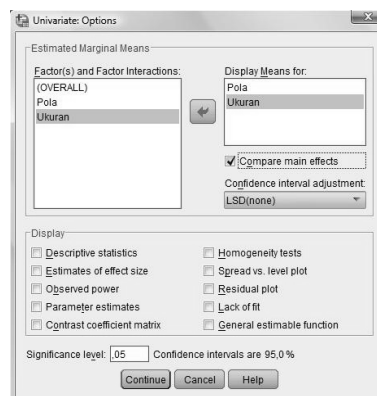 Univariate: Options
Estimated Marginal Means
Factor(s) and Factor Interactions:
(OVERALL)
Pola
Ukuran
Display Means for:
Pola
Ukuran
Compare main effects
Confidence interval adjustment:
LSD(none)
Display
Descriptive statistics
Homogeneity tests
Estimates of effect size
Spread vs. level plot
Observed power
Residual plot
Parameter estimates
Lack of fit
Contrast coefficient matrix
General estimable function
Significance level: ,05 Confidence intervals are 95,0 %
Continue Cancel Help